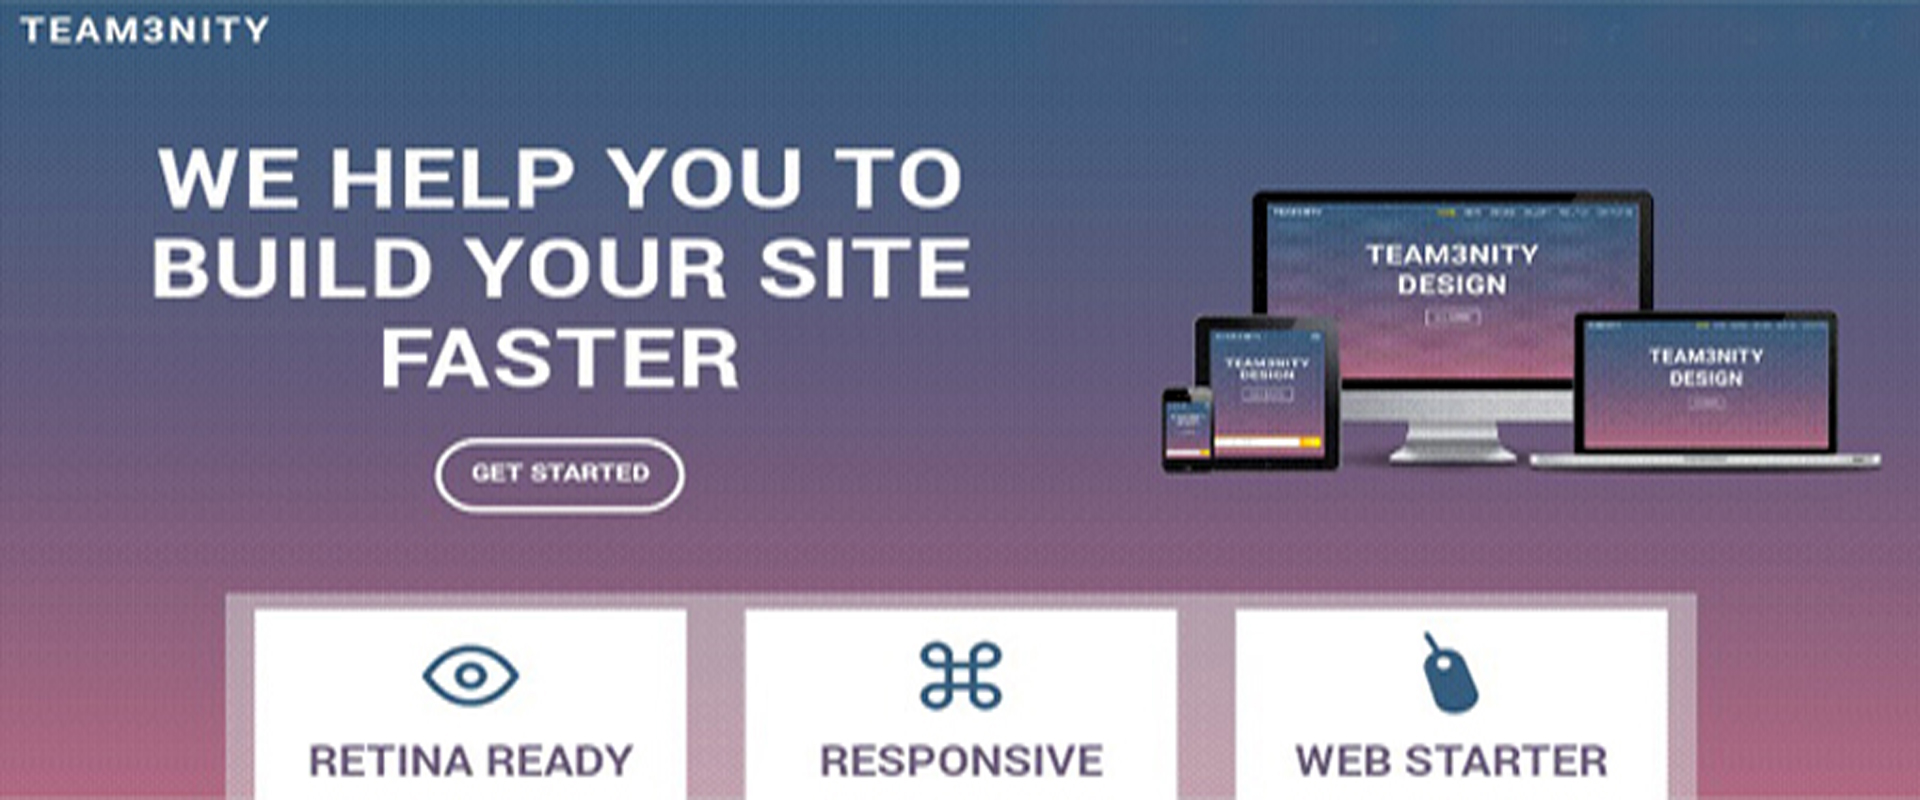 TEAM3NITY
WE HELP YOU TO
BUILD YOUR SITE
FASTER
GET STARTED
TEAM3NITY
DESIGN
TEAM3NITY
DESIGN
TEAM3NITY
DESIGN
RETINA READY
RESPONSIVE
WEB STARTER